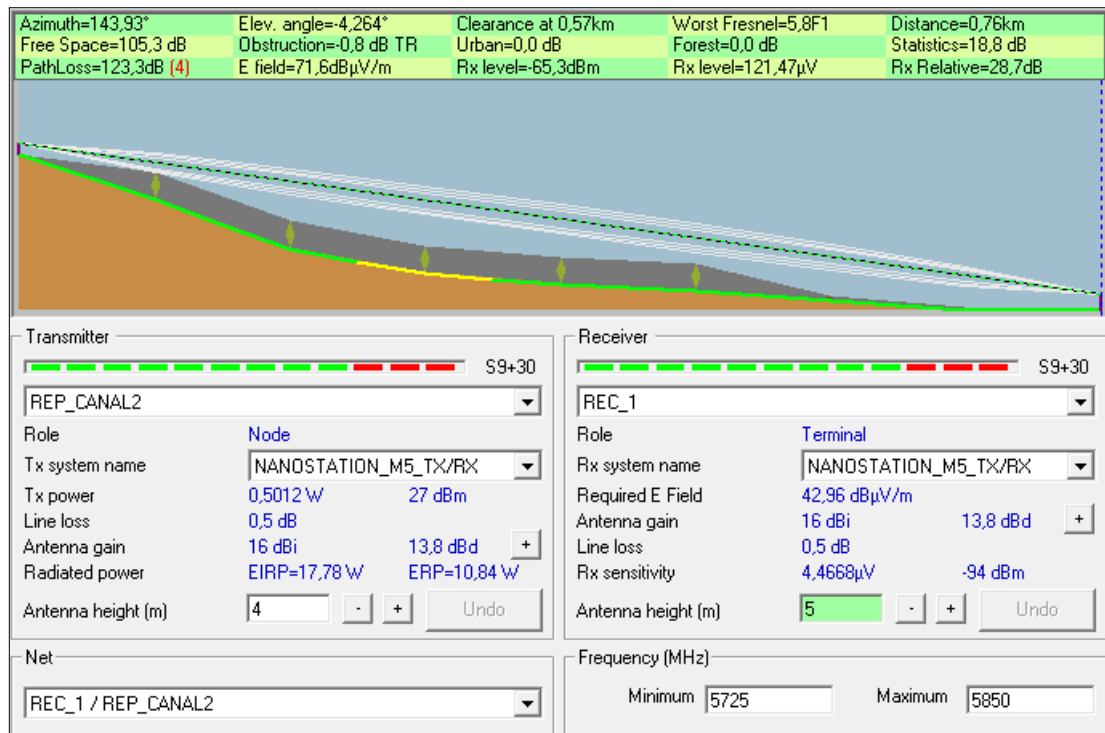 Azimuth=143,93° Elev. angle=-4,264° Clearance at 0,57km Worst Fresnel=5,8F1 Distance=0,76km
Free Space=105,3 dB Obstruction=-0,8 dB TR Urban=0,0 dB Forest=0,0 dB Statistics=18,8 dB
PathLoss=123,3dB (4) E field=71,6dBµV/m Rx level=-65,3dBm Rx level=121,47µV Rx Relative=28,7dB
Transmitter
S9+30
REP_CANAL2
Role Node
Tx system name NANOSTATION_M5_TX/RX
Tx power 0,5012 W 27 dBm
Line loss 0,5 dB
Antenna gain 16 dBi 13,8 dBd +
Radiated power EIRP=17,78 W ERP=10,84 W
Antenna height (m) 4 - + Undo
Receiver
S9+30
REC_1
Role Terminal
Rx system name NANOSTATION_M5_TX/RX
Required E Field 42,96 dBµV/m
Antenna gain 16 dBi 13,8 dBd +
Line loss 0,5 dB
Rx sensitivity 4,4668µV -94 dBm
Antenna height (m) 5 - + Undo
Net
REC_1 / REP_CANAL2
Frequency (MHz)
Minimum 5725 Maximum 5850